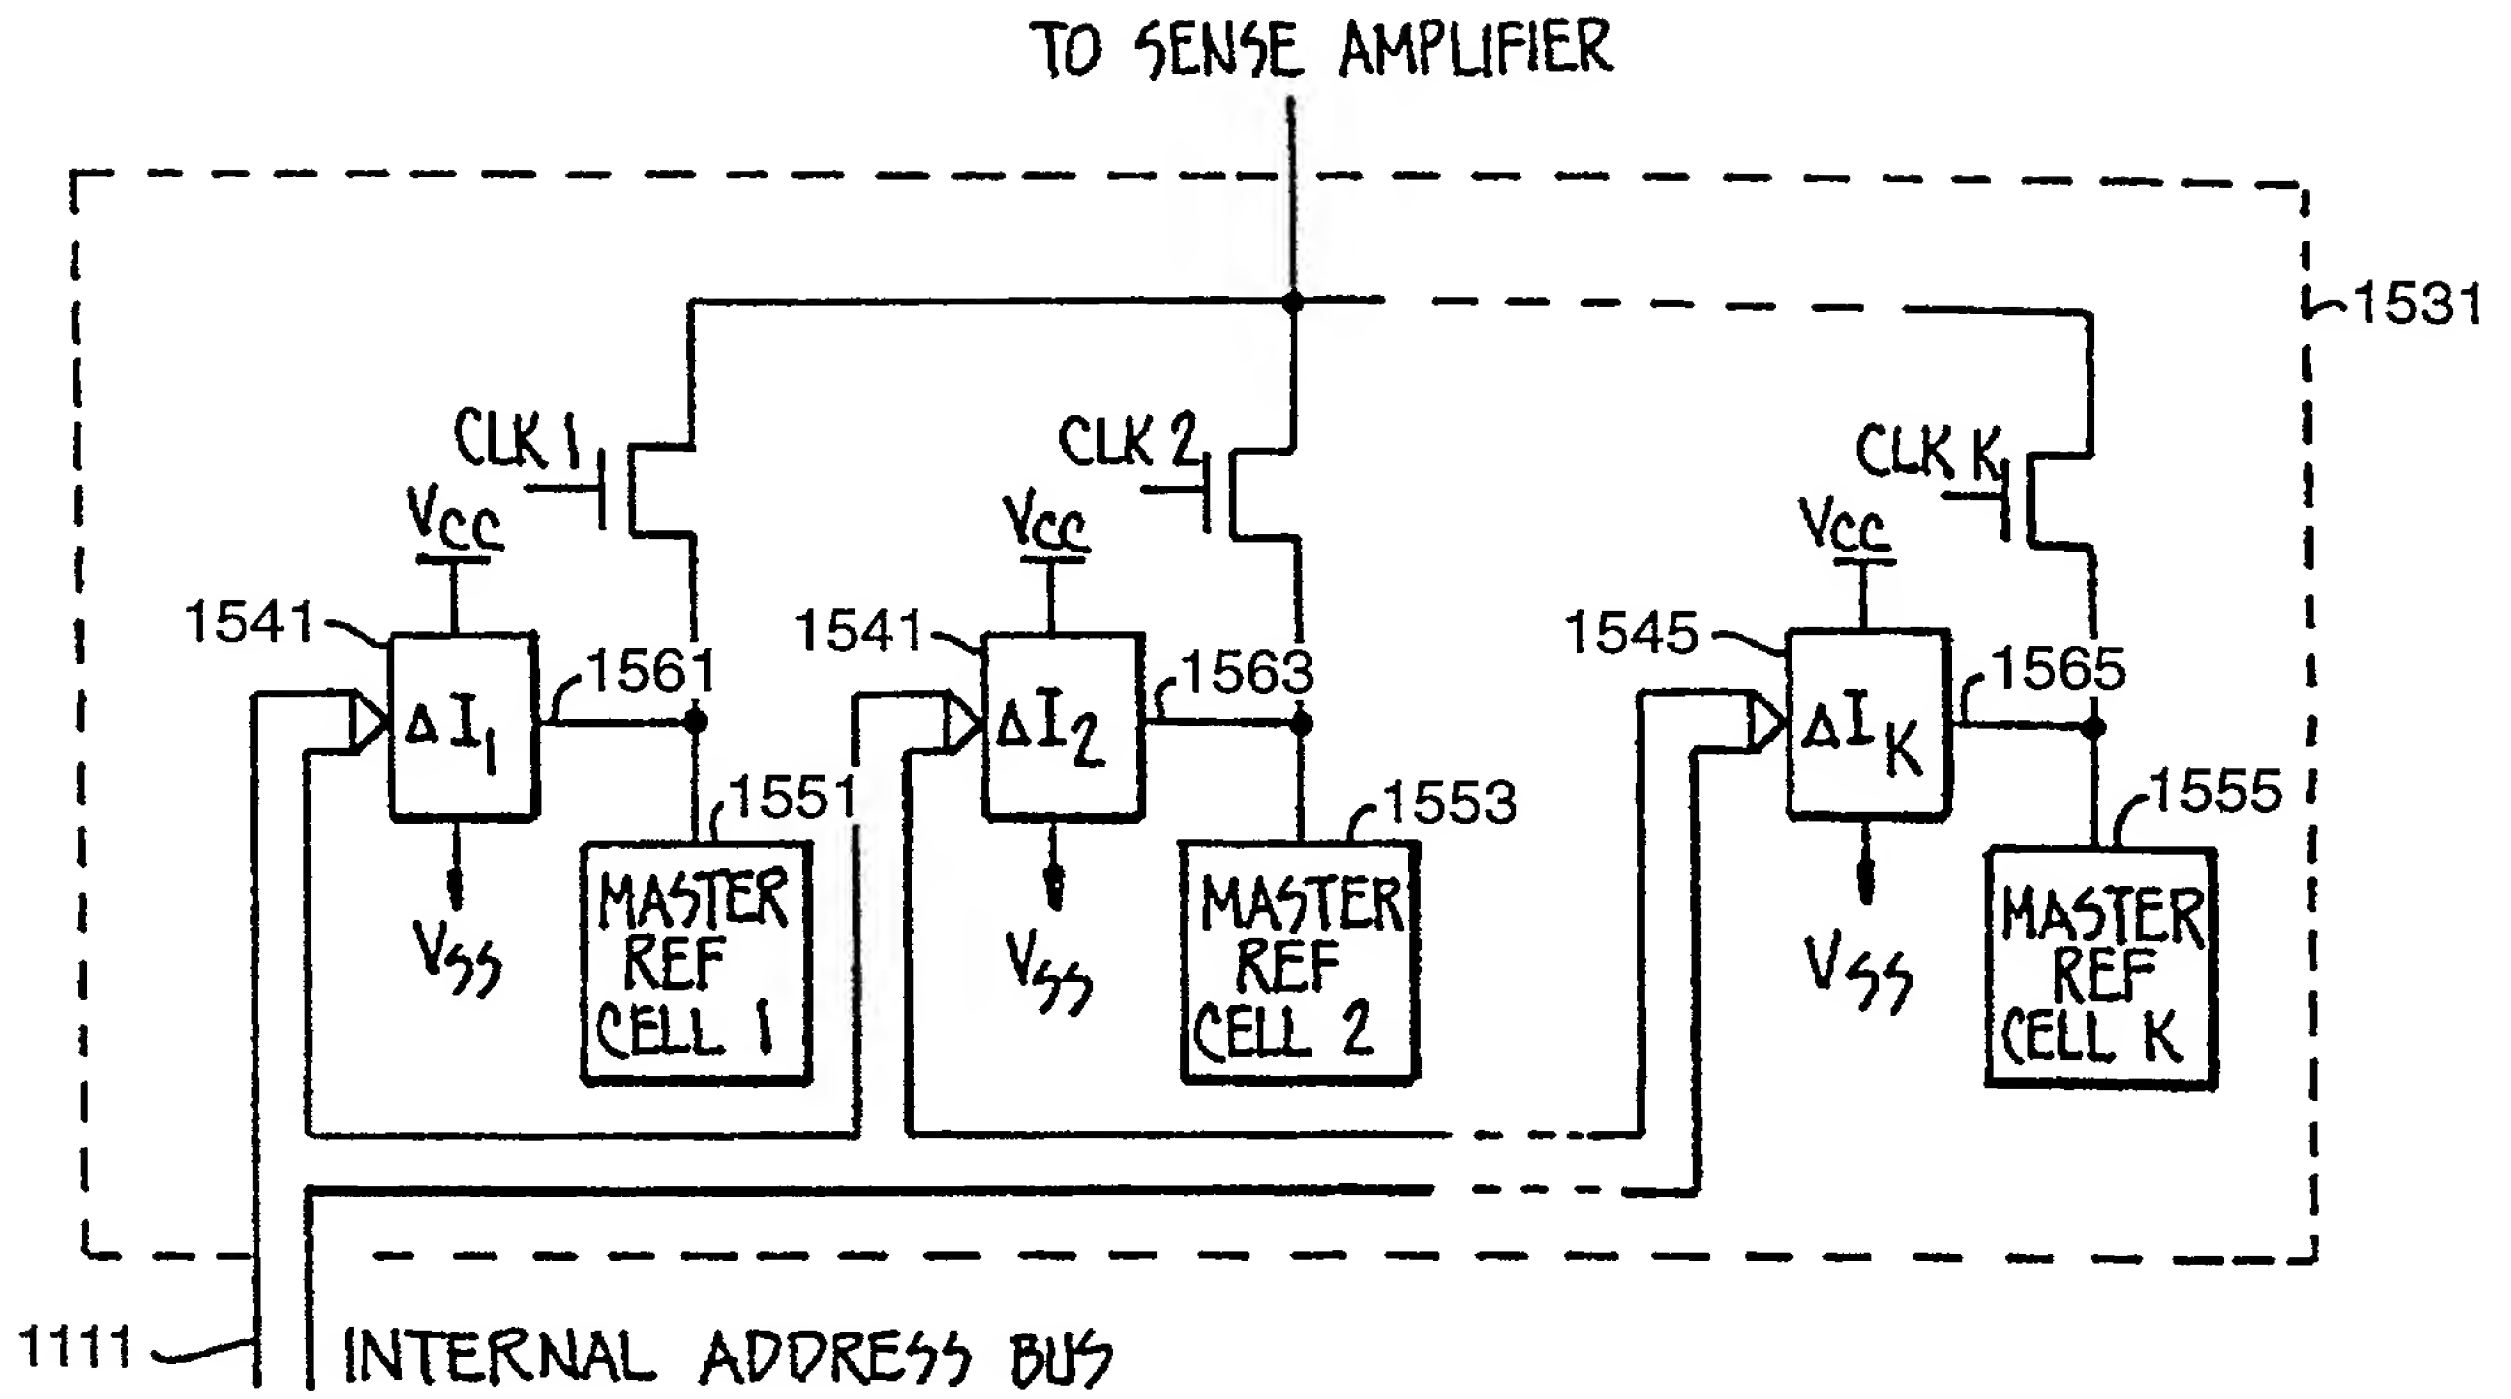 TO SENSE AMPLIFIER
1531
CLK 1
CLK 2
CLK K
VCC
VCC
VCC
1541
1541
1545
1561
1563
1565
ΔI1
ΔI2
ΔIK
1551
1553
1555
VSS
VSS
VSS
MASTER
REF
CELL 1
MASTER
REF
CELL 2
MASTER
REF
CELL K
1111
INTERNAL ADDRESS BUS